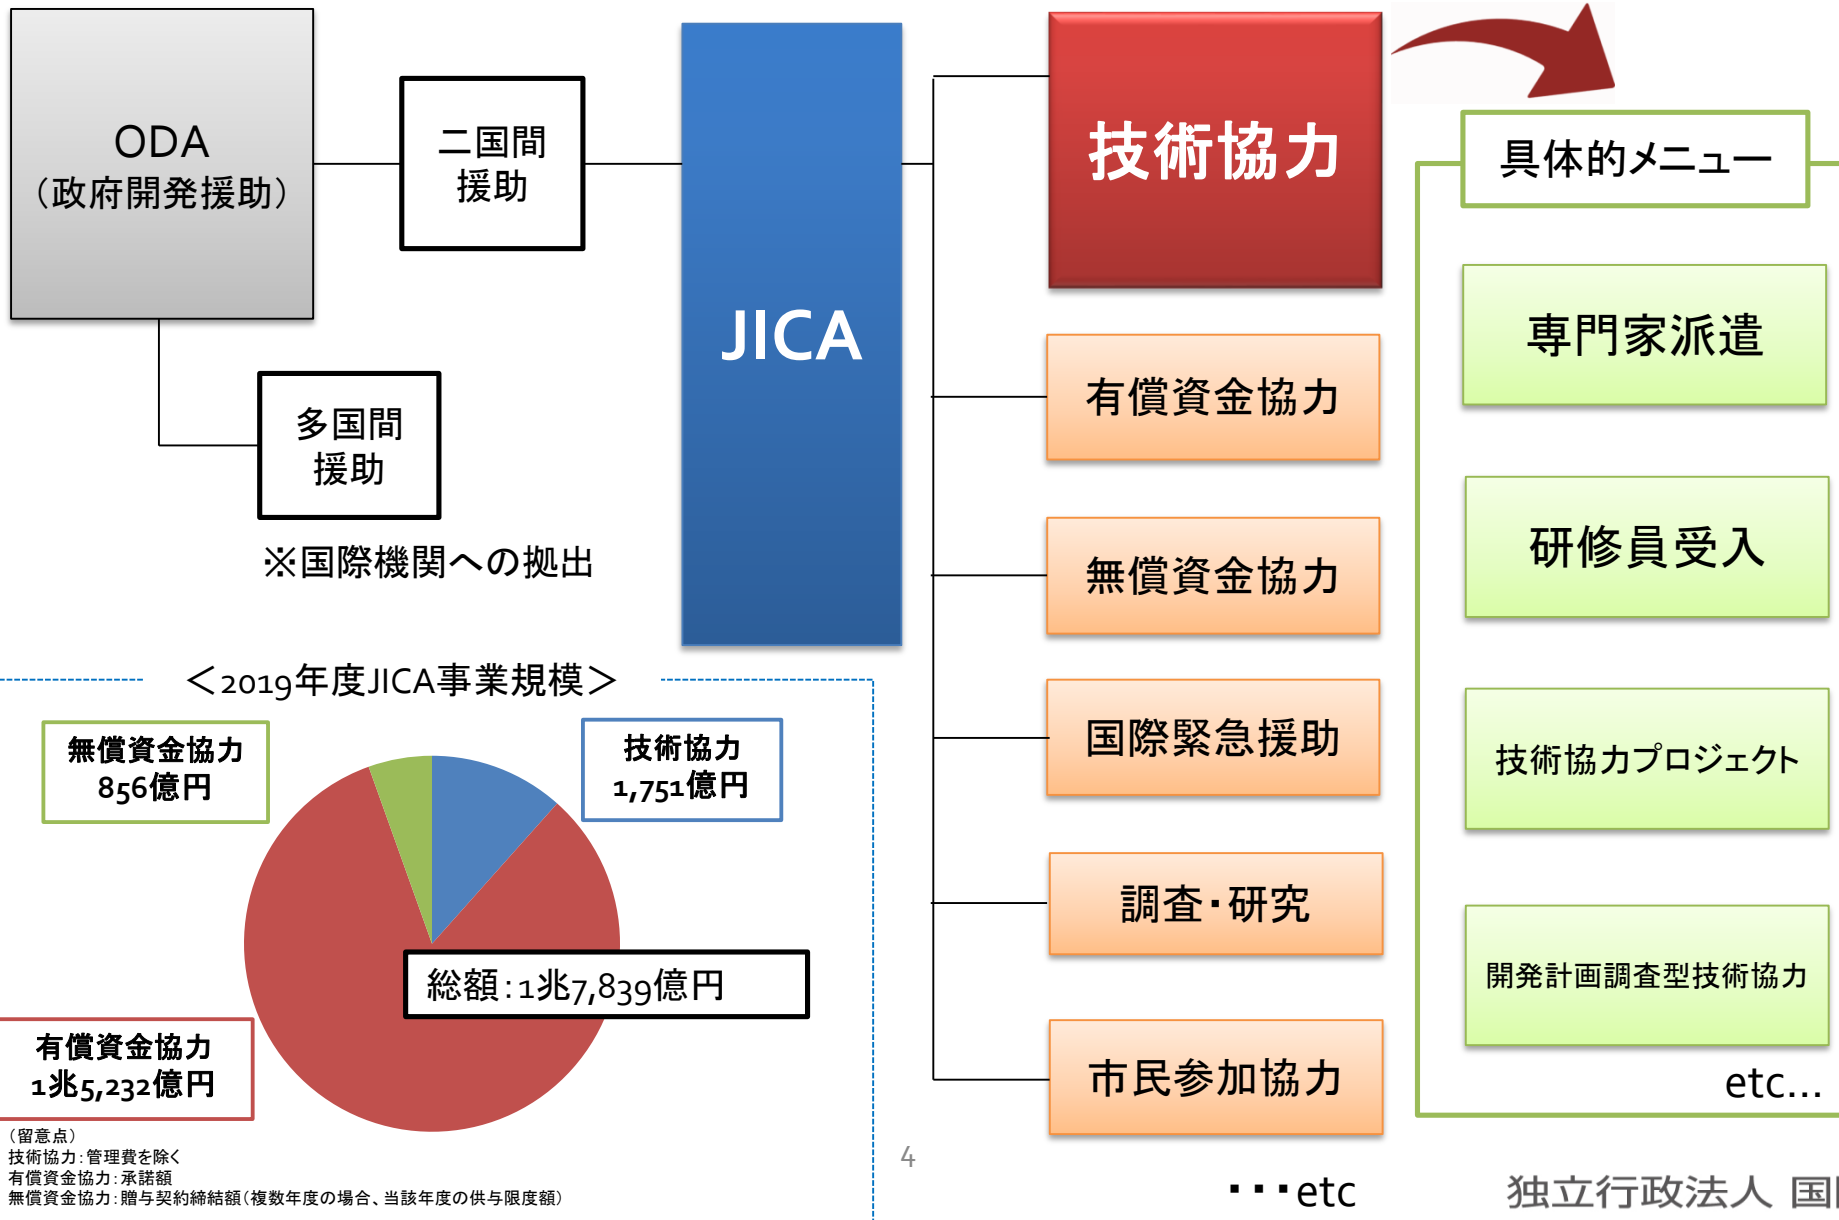 ODA
（政府開発援助）
二国間
援助
多国間
援助
※国際機関への拠出
JICA
技術協力
有償資金協力
無償資金協力
国際緊急援助
調査・研究
市民参加協力
・・・etc
具体的メニュー
専門家派遣
研修員受入
技術協力プロジェクト
開発計画調査型技術協力
etc...
＜2019年度JICA事業規模＞
無償資金協力
856億円
技術協力
1,751億円
総額：1兆7,839億円
有償資金協力
1兆5,232億円
（留意点）
技術協力：管理費を除く
有償資金協力：承諾額
無償資金協力：贈与契約締結額（複数年度の場合、当該年度の供与限度額）
4
独立行政法人 国